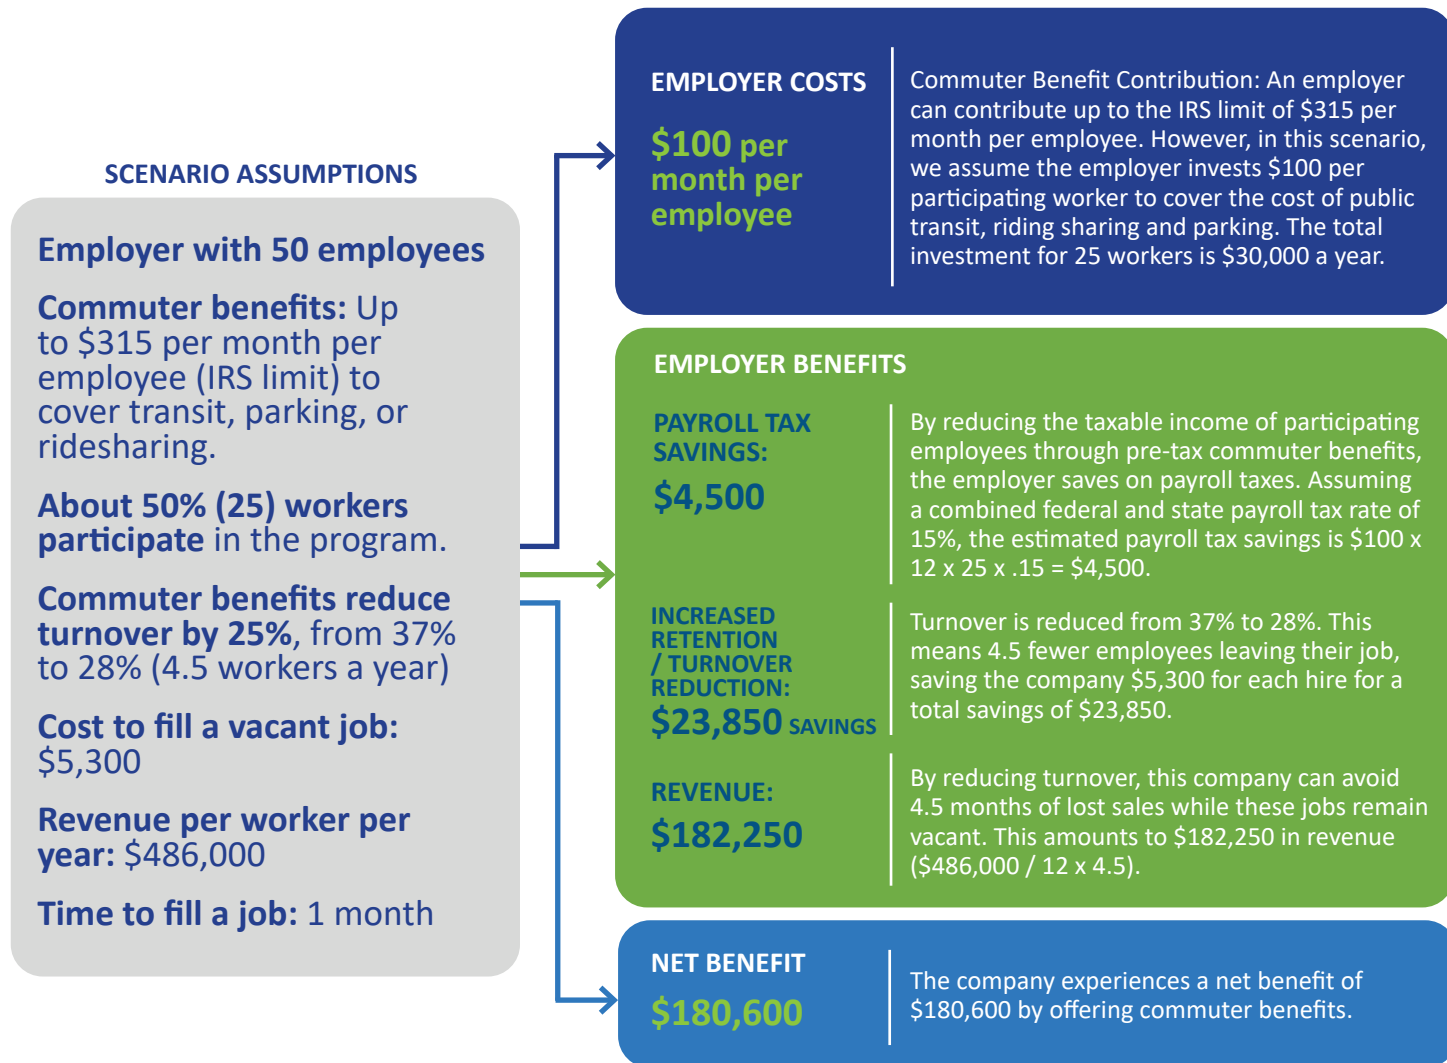 SCENARIO ASSUMPTIONS
Employer with 50 employees
Commuter benefits: Up
to $315 per month per
employee (IRS limit) to
cover transit, parking, or
ridesharing.
About 50% (25) workers
participate in the program.
Commuter benefits reduce
turnover by 25%, from 37%
to 28% (4.5 workers a year)
Cost to fill a vacant job:
$5,300
Revenue per worker per
year: $486,000
Time to fill a job: 1 month
EMPLOYER COSTS
$100 per
month per
employee
Commuter Benefit Contribution: An employer
can contribute up to the IRS limit of $315 per
month per employee. However, in this scenario,
we assume the employer invests $100 per
participating worker to cover the cost of public
transit, riding sharing and parking. The total
investment for 25 workers is $30,000 a year.
EMPLOYER BENEFITS
PAYROLL TAX
SAVINGS:
$4,500
By reducing the taxable income of participating
employees through pre-tax commuter benefits,
the employer saves on payroll taxes. Assuming
a combined federal and state payroll tax rate of
15%, the estimated payroll tax savings is $100 x
12 x 25 x .15 = $4,500.
INCREASED
RETENTION
/ TURNOVER
REDUCTION:
$23,850 SAVINGS
Turnover is reduced from 37% to 28%. This
means 4.5 fewer employees leaving their job,
saving the company $5,300 for each hire for a
total savings of $23,850.
REVENUE:
$182,250
By reducing turnover, this company can avoid
4.5 months of lost sales while these jobs remain
vacant. This amounts to $182,250 in revenue
($486,000 / 12 x 4.5).
NET BENEFIT
$180,600
The company experiences a net benefit of
$180,600 by offering commuter benefits.